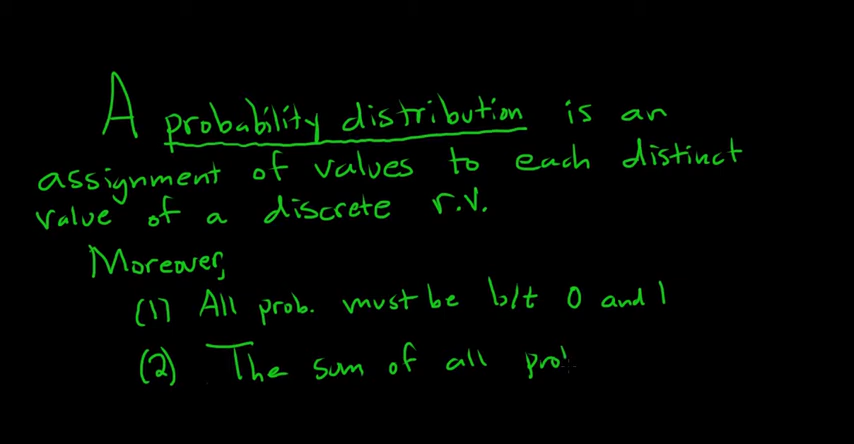 A probability distribution is an
assignment of values to each distinct
value of a discrete r.v.
Moreover,
(1) All prob. must be b/t 0 and 1
(2) The sum of all prob